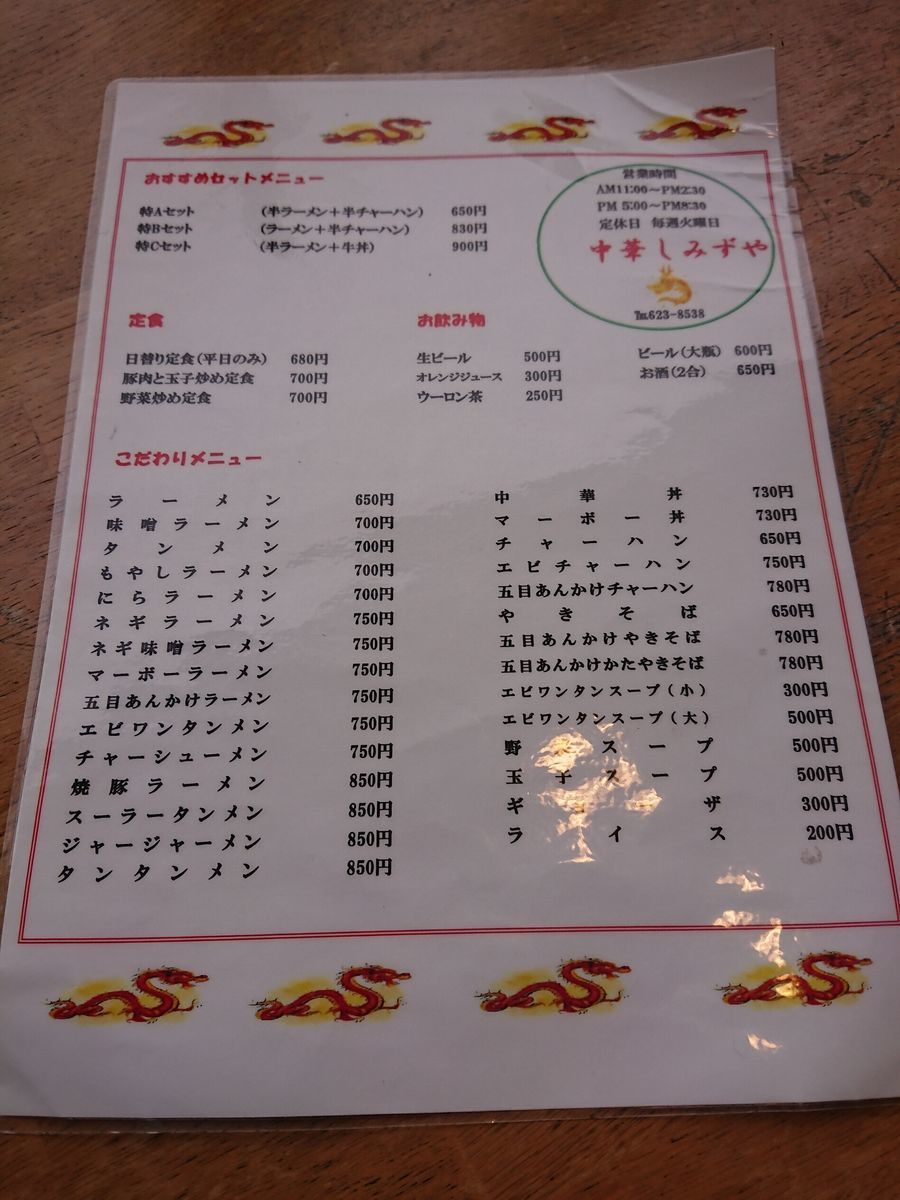 おすすめセットメニュー
特Aセット (半ラーメン+半チャーハン) 650円
特Bセット (ラーメン+半チャーハン) 830円
特Cセット (半ラーメン+牛丼) 900円
営業時間
AM11:00～PM2:30
PM 5:00～PM8:30
定休日 毎週火曜日
中華しみずや
℡623-8538
定食
日替り定食(平日のみ) 680円
豚肉と玉子炒め定食 700円
野菜炒め定食 700円
お飲み物
生ビール 500円
オレンジジュース 300円
ウーロン茶 250円
ビール(大瓶) 600円
お酒(2合) 650円
こだわりメニュー
ラーメン 650円
味噌ラーメン 700円
タンメン 700円
もやしラーメン 700円
にらラーメン 700円
ネギラーメン 750円
ネギ味噌ラーメン 750円
マーボーラーメン 750円
五目あんかけラーメン 750円
エビワンタンメン 750円
チャーシューメン 750円
焼豚ラーメン 850円
スーラータンメン 850円
ジャージャーメン 850円
タンタンメン 850円
中華丼 730円
マーボー丼 730円
チャーハン 650円
エビチャーハン 750円
五目あんかけチャーハン 780円
やきそば 650円
五目あんかけやきそば 780円
五目あんかけかたやきそば 780円
エビワンタンスープ(小) 300円
エビワンタンスープ(大) 500円
野 スープ 500円
玉子スープ 500円
ギ ザ 300円
ライス 200円